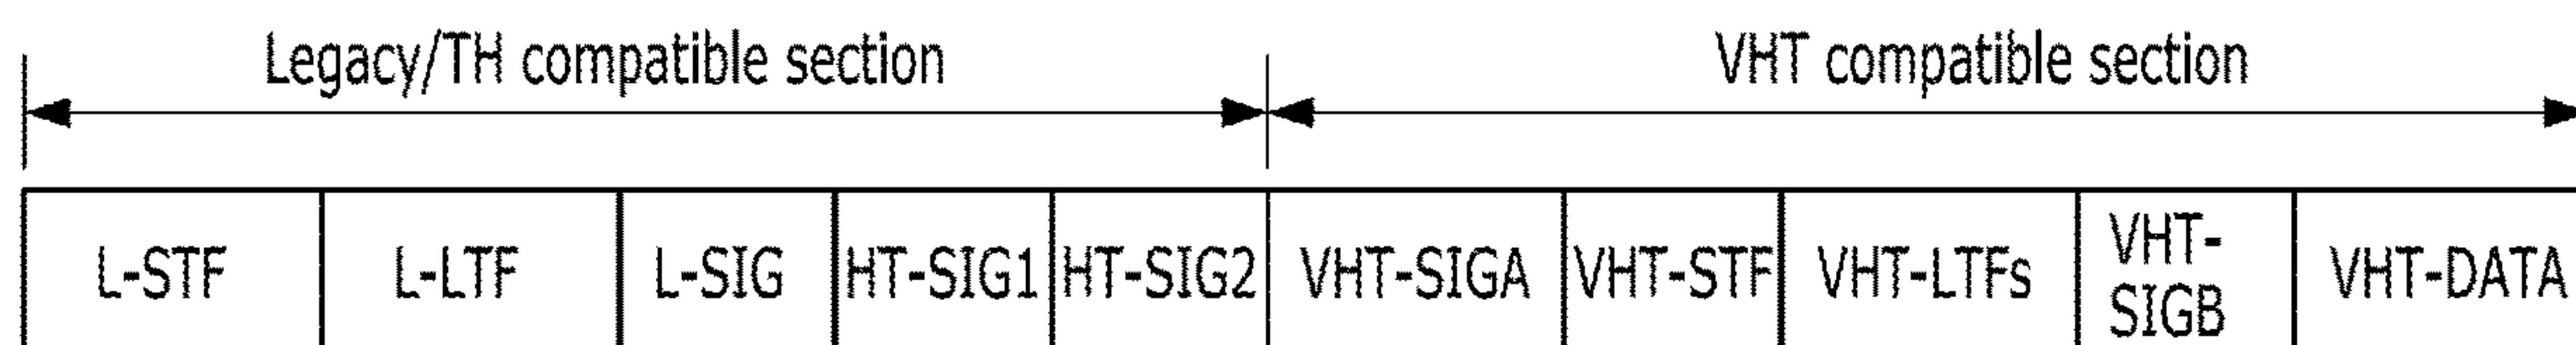 Legacy/TH compatible section
VHT compatible section
L-STF
L-LTF
L-SIG
HT-SIG1
HT-SIG2
VHT-SIGA
VHT-STF
VHT-LTFs
VHT-
SIGB
VHT-DATA